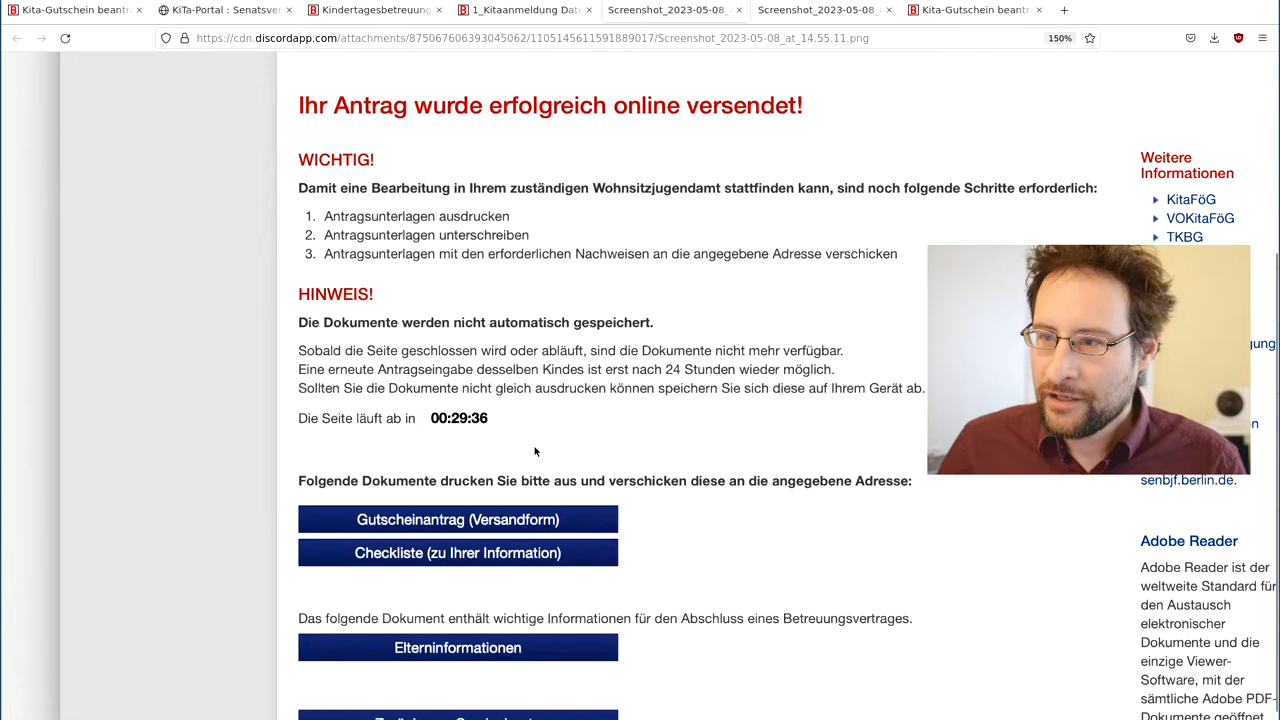 Kita-Gutschein beantr
KiTa-Portal : Senatsver
Kindertagesbetreuung
1_Kitaanmeldung Date
Screenshot_2023-05-08_
Screenshot_2023-05-08_
Kita-Gutschein beantr
https://cdn.discordapp.com/attachments/875067606393045062/1105145611591889017/Screenshot_2023-05-08_at_14.55.11.png
150%
Ihr Antrag wurde erfolgreich online versendet!
WICHTIG!
Damit eine Bearbeitung in Ihrem zuständigen Wohnsitzjugendamt stattfinden kann, sind noch folgende Schritte erforderlich:
1. Antragsunterlagen ausdrucken
2. Antragsunterlagen unterschreiben
3. Antragsunterlagen mit den erforderlichen Nachweisen an die angegebene Adresse verschicken
HINWEIS!
Die Dokumente werden nicht automatisch gespeichert.
Sobald die Seite geschlossen wird oder abläuft, sind die Dokumente nicht mehr verfügbar.
Eine erneute Antragseingabe desselben Kindes ist erst nach 24 Stunden wieder möglich.
Sollten Sie die Dokumente nicht gleich ausdrucken können speichern Sie sich diese auf Ihrem Gerät ab.
Die Seite läuft ab in 00:29:36
Folgende Dokumente drucken Sie bitte aus und verschicken diese an die angegebene Adresse:
Gutscheinantrag (Versandform)
Checkliste (zu Ihrer Information)
Das folgende Dokument enthält wichtige Informationen für den Abschluss eines Betreuungsvertrages.
Elterninformationen
Weitere
Informationen
KitaFöG
VOKitaFöG
TKBG
gung
en
senbjf.berlin.de.
Adobe Reader
Adobe Reader ist der
weltweite Standard für
den Austausch
elektronischer
Dokumente und die
einzige Viewer-
Software, mit der
sämtliche Adobe PDF-
Dokumente geöffnet